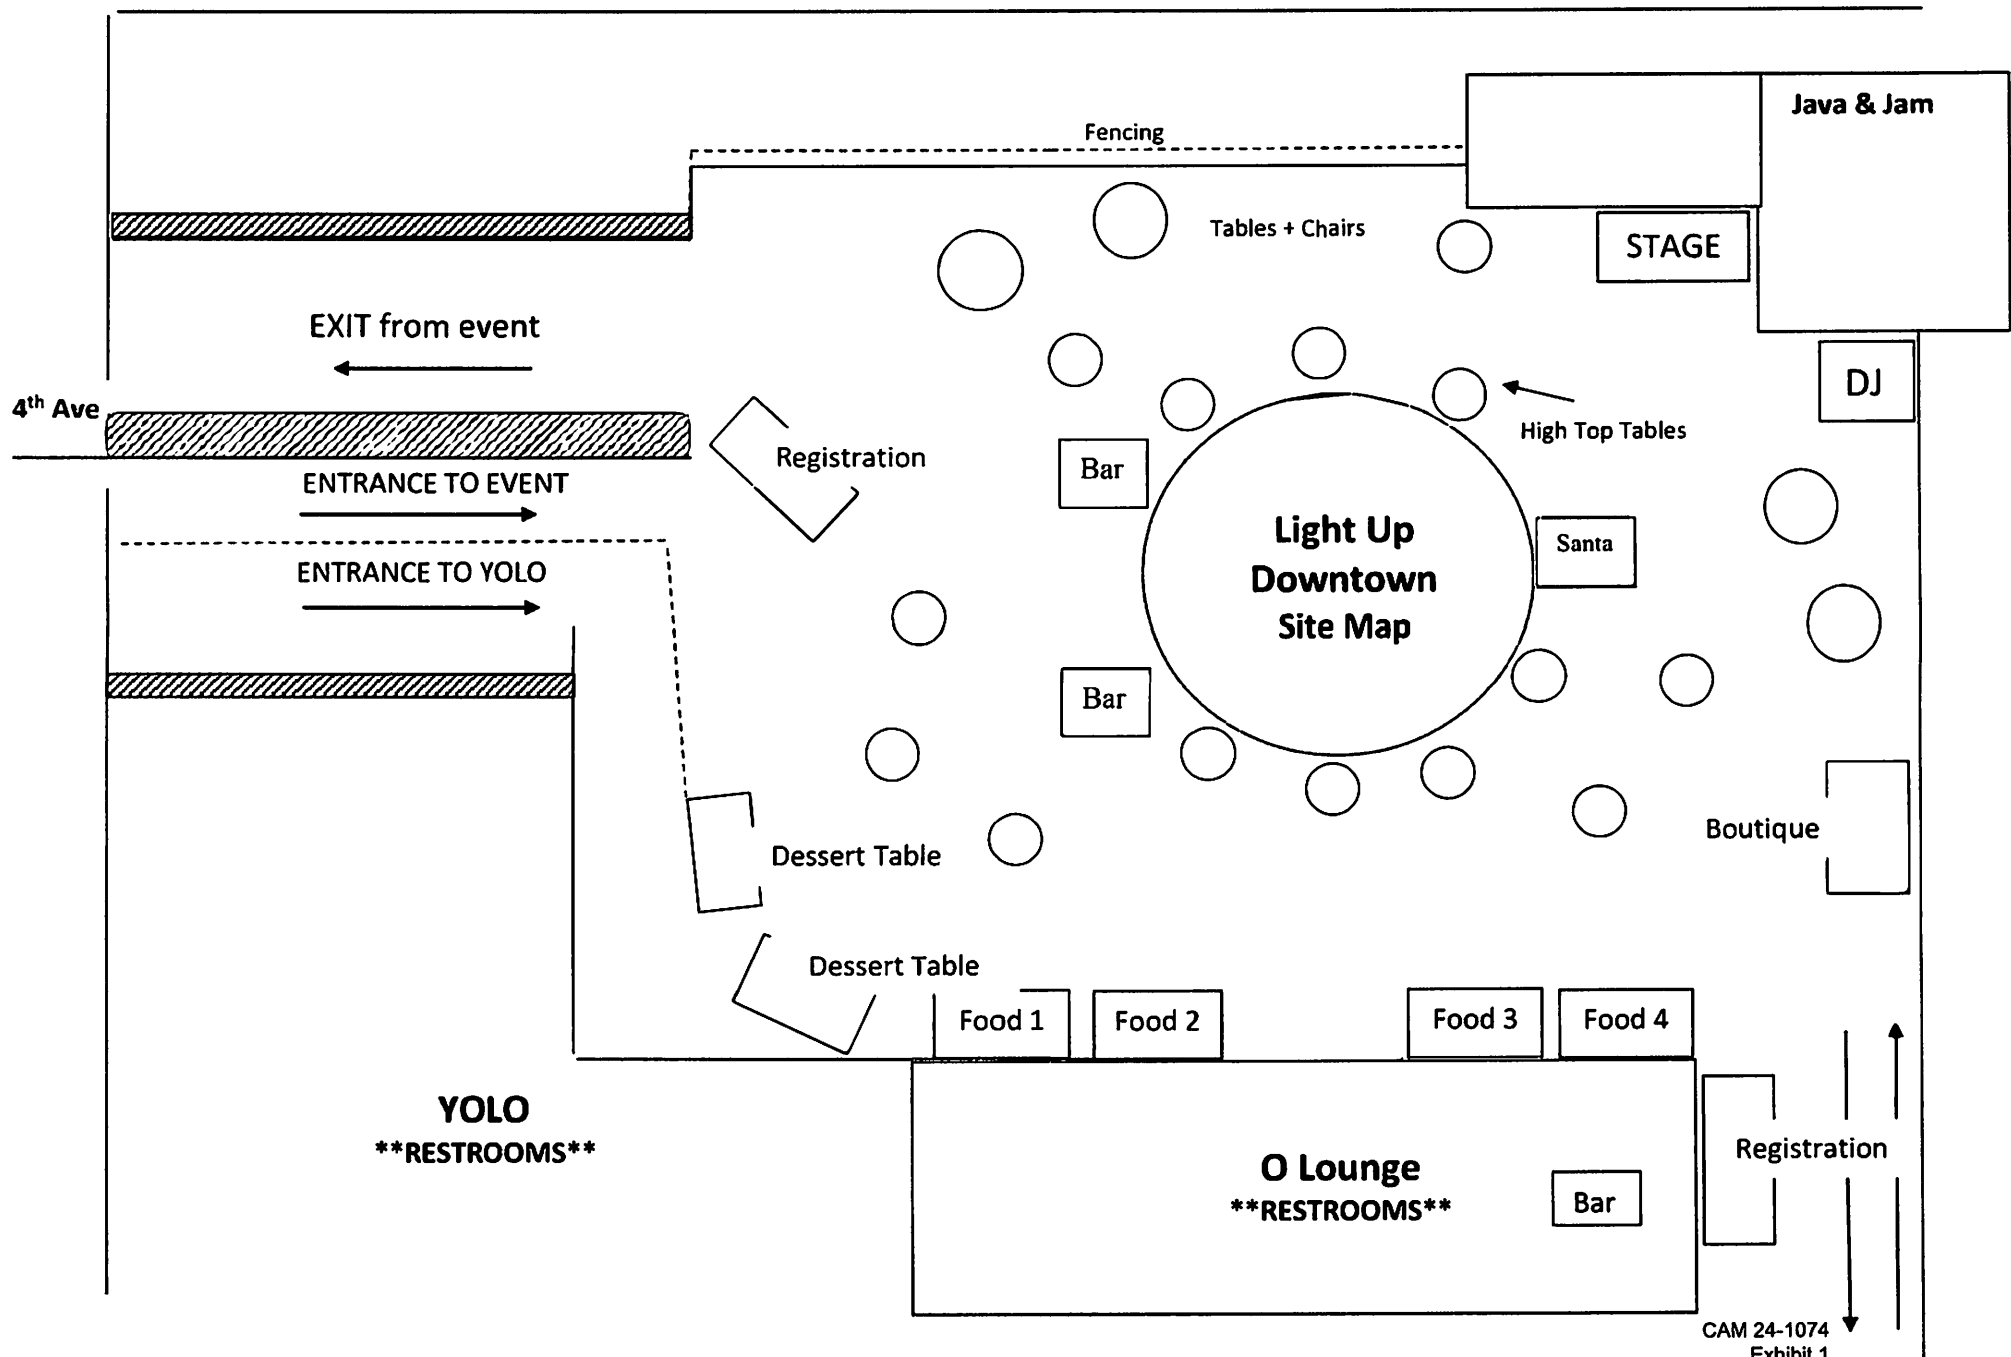 Java & Jam
Fencing
Tables + Chairs
STAGE
EXIT from event
DJ
4th Ave
High Top Tables
Registration
Bar
ENTRANCE TO EVENT
Light Up
Downtown
Site Map
Santa
ENTRANCE TO YOLO
Bar
Boutique
Dessert Table
Dessert Table
Food 1
Food 2
Food 3
Food 4
YOLO
**RESTROOMS**
Registration
O Lounge
**RESTROOMS**
Bar
CAM 24-1074
Exhibit 1